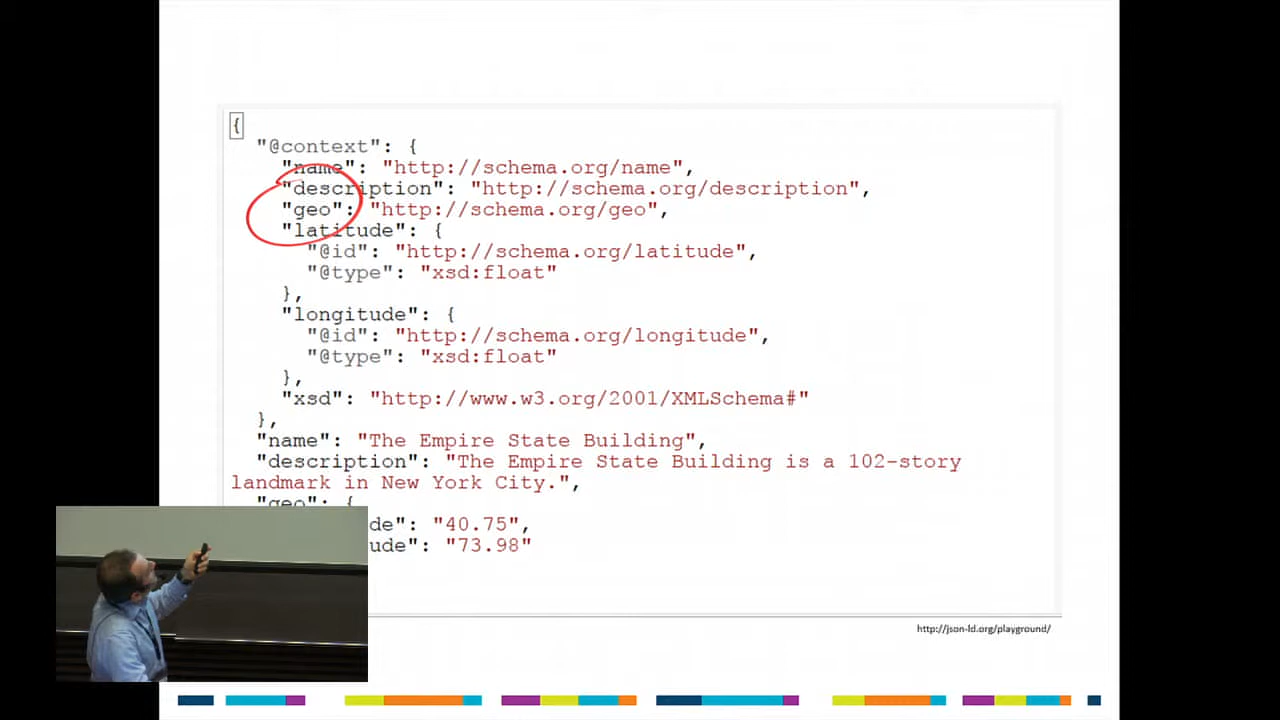 {
"@context": {
"name": "http://schema.org/name",
"description": "http://schema.org/description",
"geo": "http://schema.org/geo",
"latitude": {
"@id": "http://schema.org/latitude",
"@type": "xsd:float"
},
"longitude": {
"@id": "http://schema.org/longitude",
"@type": "xsd:float"
},
"xsd": "http://www.w3.org/2001/XMLSchema#"
},
"name": "The Empire State Building",
"description": "The Empire State Building is a 102-story
landmark in New York City.",
"geo": {
de": "40.75",
ude": "73.98"
http://json-ld.org/playground/